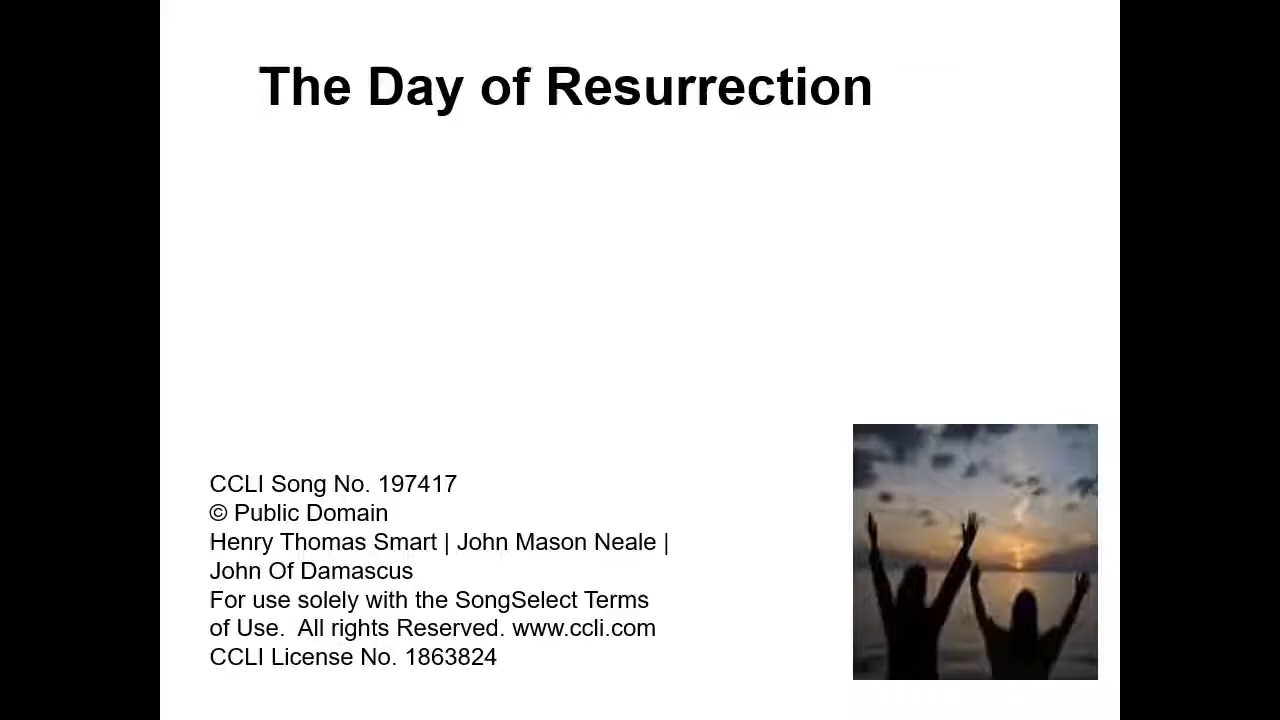 The Day of Resurrection
CCLI Song No. 197417
© Public Domain
Henry Thomas Smart | John Mason Neale |
John Of Damascus
For use solely with the SongSelect Terms
of Use.  All rights Reserved. www.ccli.com
CCLI License No. 1863824